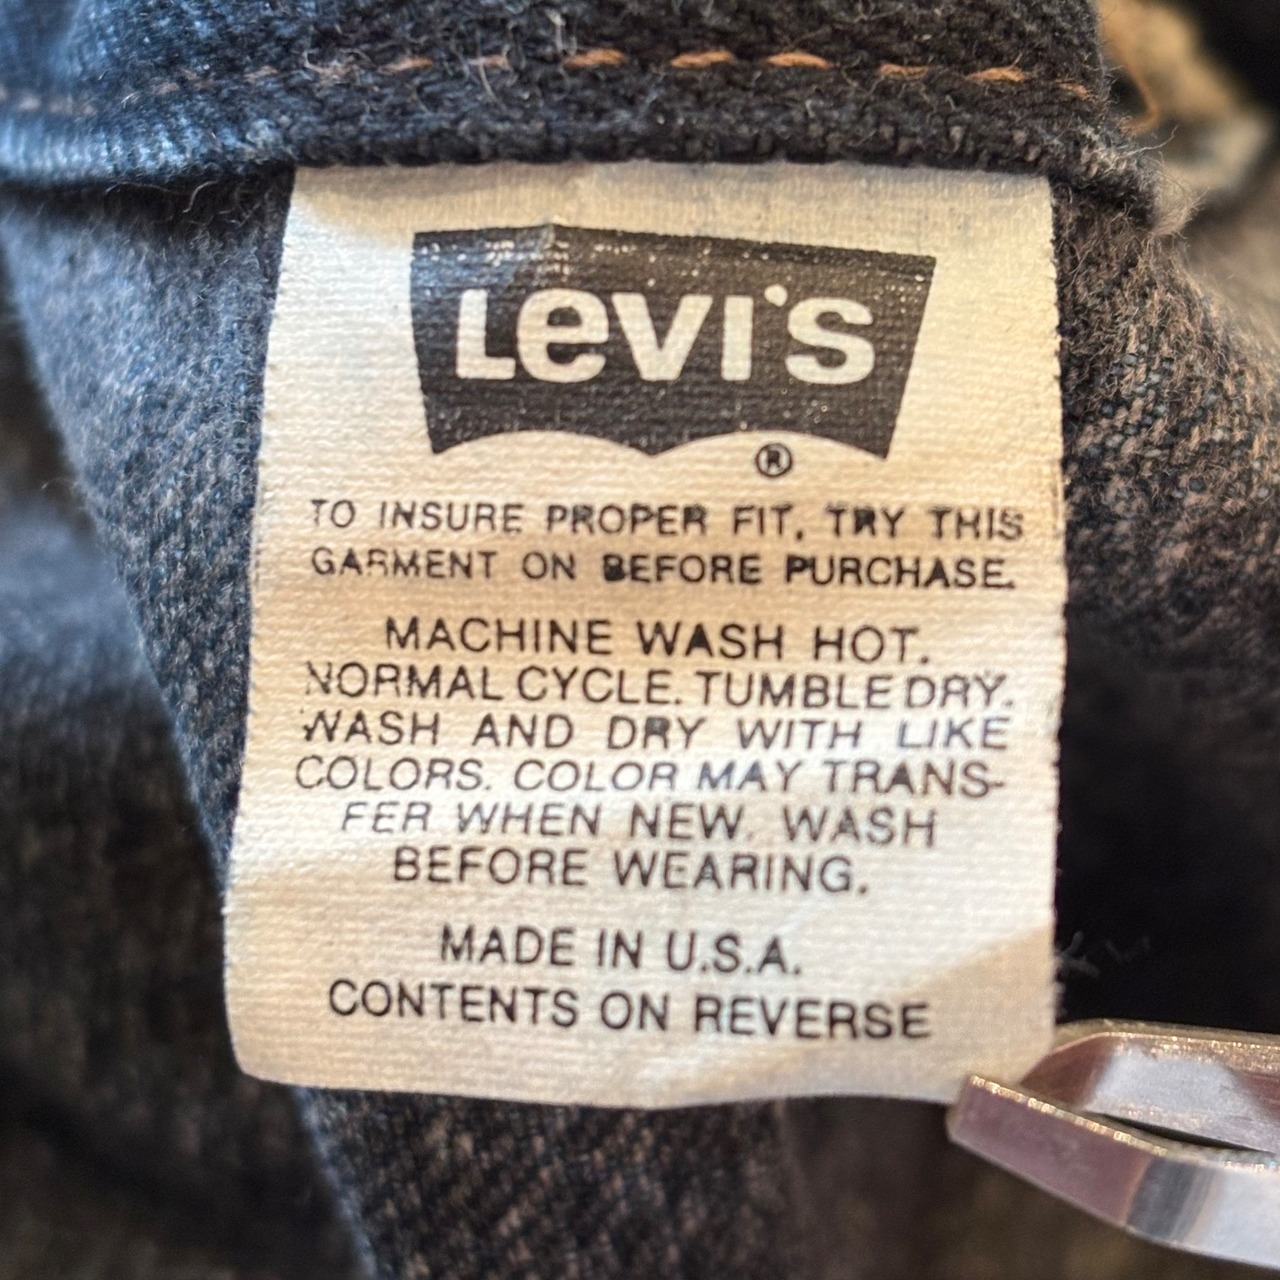 Levi's
®
TO INSURE PROPER FIT, TRY THIS
GARMENT ON BEFORE PURCHASE.
MACHINE WASH HOT.
NORMAL CYCLE. TUMBLE DRY.
WASH AND DRY WITH LIKE
COLORS. COLOR MAY TRANS-
FER WHEN NEW. WASH
BEFORE WEARING.
MADE IN U.S.A.
CONTENTS ON REVERSE